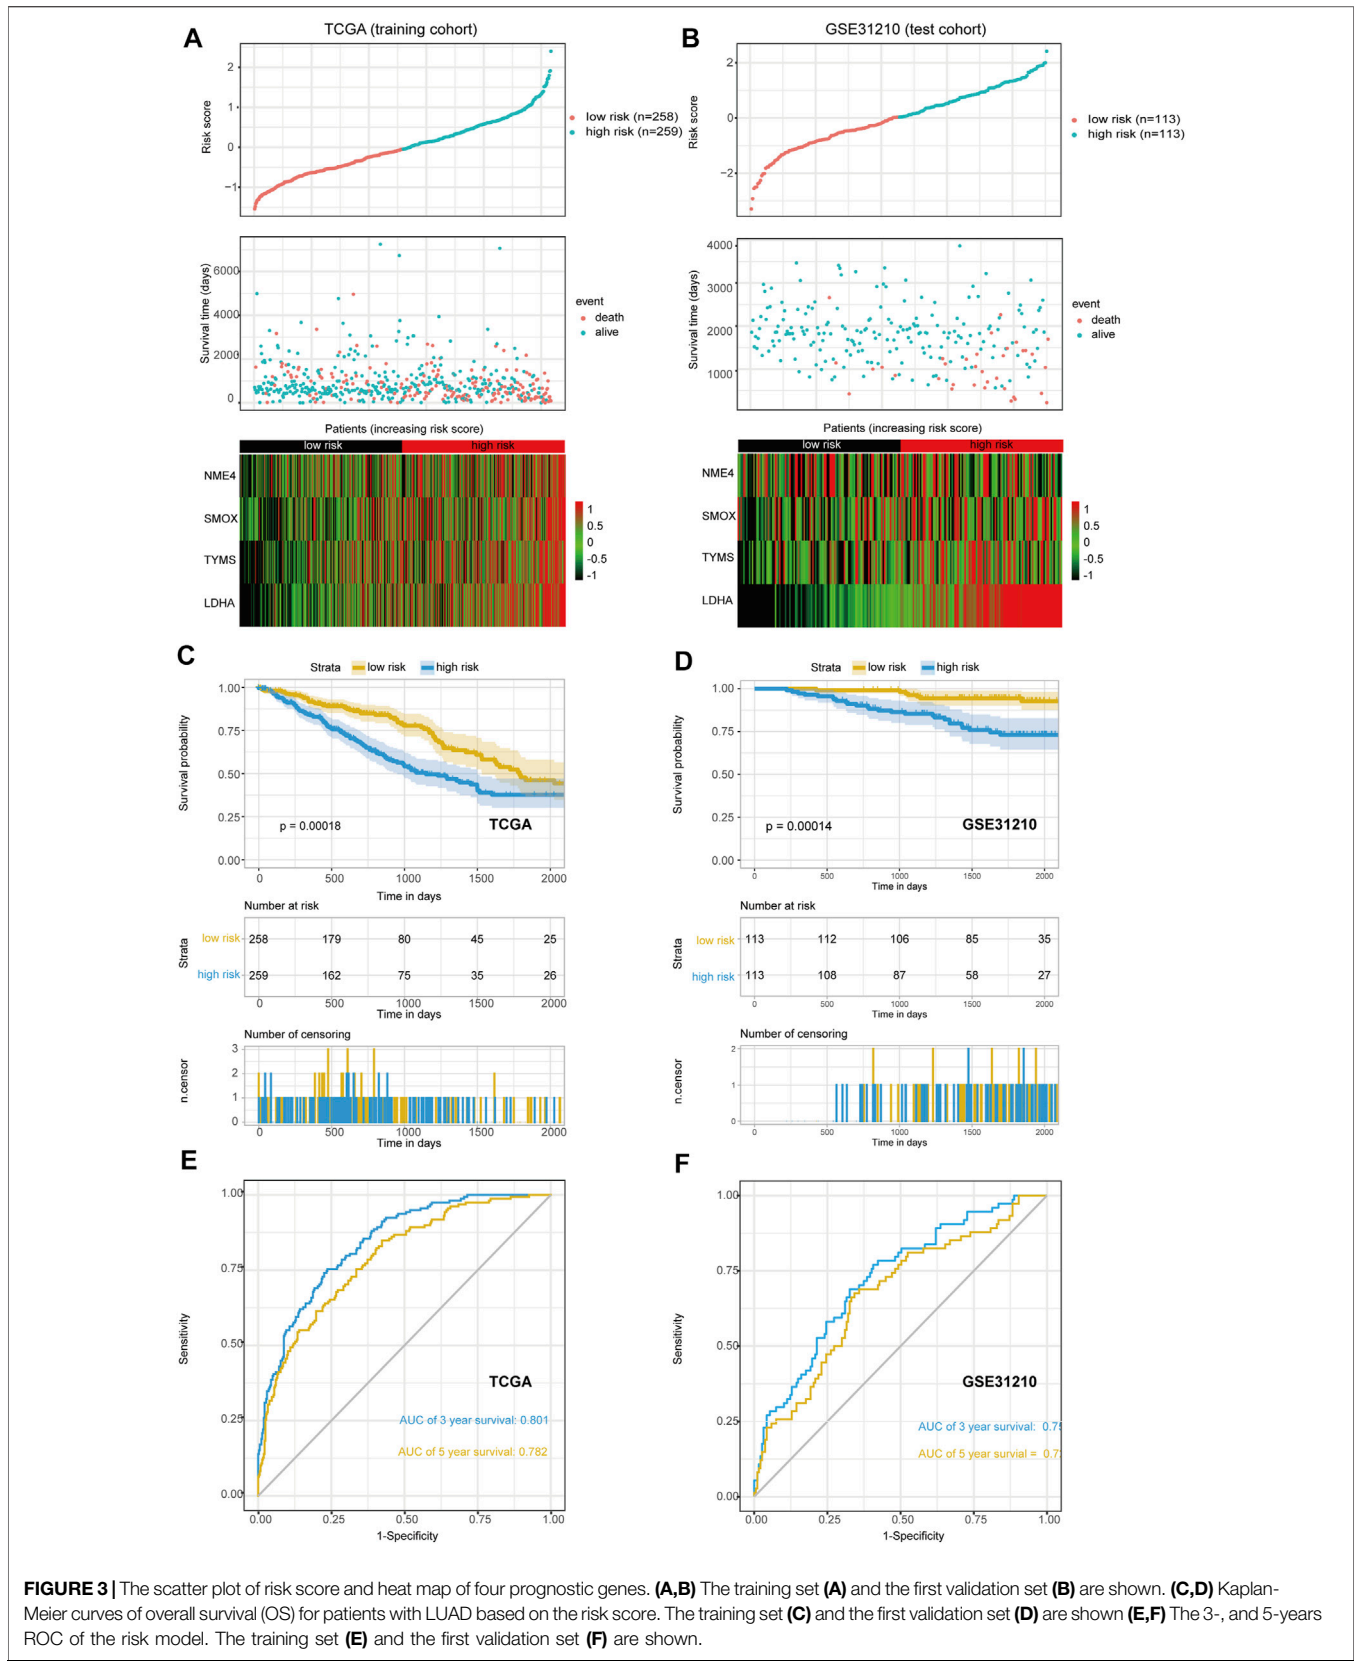 A
TCGA (training cohort)
2
1
0
−1
Risk score
low risk (n=258)
high risk (n=259)
6000
4000
2000
0
Survival time (days)
event
death
alive
Patients (increasing risk score)
low risk
high risk
NME4
SMOX
TYMS
LDHA
1
0.5
0
-0.5
-1
B
GSE31210 (test cohort)
2
0
−2
Risk score
low risk (n=113)
high risk (n=113)
4000
3000
2000
1000
Survival time (days)
event
death
alive
Patients (increasing risk score)
low risk
high risk
NME4
SMOX
TYMS
LDHA
1
0.5
0
-0.5
-1
C
Strata low risk high risk
1.00
0.75
0.50
0.25
0.00
Survival probability
p = 0.00018
TCGA
0 500 1000 1500 2000
Time in days
Number at risk
Strata
low risk 258 179 80 45 25
high risk 259 162 75 35 26
0 500 1000 1500 2000
Time in days
Number of censoring
3
2
1
0
n.censor
0 500 1000 1500 2000
Time in days
D
Strata low risk high risk
1.00
0.75
0.50
0.25
0.00
Survival probability
p = 0.00014
GSE31210
0 500 1000 1500 2000
Time in days
Number at risk
Strata
low risk 113 112 106 85 35
high risk 113 108 87 58 27
0 500 1000 1500 2000
Time in days
Number of censoring
2
1
0
n.censor
0 500 1000 1500 2000
Time in days
E
1.00
0.75
0.50
0.25
0.00
Sensitivity
TCGA
AUC of 3 year survival: 0.801
AUC of 5 year survival: 0.782
0.00 0.25 0.50 0.75 1.00
1-Specificity
F
1.00
0.75
0.50
0.25
0.00
Sensitivity
GSE31210
AUC of 3 year survival:
AUC of 5 year survial =
0.00 0.25 0.50 0.75 1.00
1-Specificity
FIGURE 3 | The scatter plot of risk score and heat map of four prognostic genes. (A,B) The training set (A) and the first validation set (B) are shown. (C,D) Kaplan-
Meier curves of overall survival (OS) for patients with LUAD based on the risk score. The training set (C) and the first validation set (D) are shown (E,F) The 3-, and 5-years
ROC of the risk model. The training set (E) and the first validation set (F) are shown.